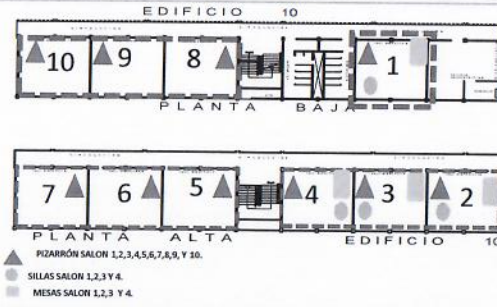 EDIFICIO 10
10 9 8 1
PLANTA BAJA
7 6 5 4 3 2
PLANTA ALTA
EDIFICIO 10
PIZARRÓN SALON 1,2,3,4,5,6,7,8,9, Y 10.
SILLAS SALON 1,2,3 Y 4.
MESAS SALON 1,2,3 Y 4.